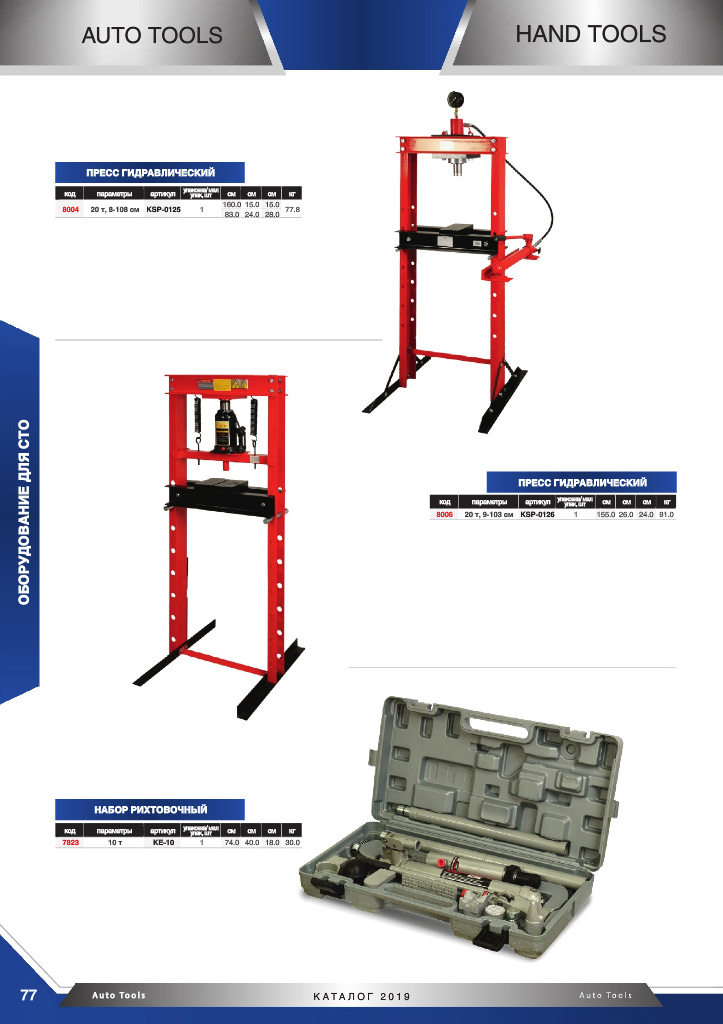 AUTO TOOLS
HAND TOOLS
ПРЕСС ГИДРАВЛИЧЕСКИЙ
код параметры артикул упаковка/мал упак, шт см см см кг
8004 20 т, 8-108 см KSP-0125 1 160.0 15.0 15.0 77.8
83.0 24.0 28.0
ОБОРУДОВАНИЕ ДЛЯ СТО
ПРЕСС ГИДРАВЛИЧЕСКИЙ
код параметры артикул упаковка/мал упак, шт см см см кг
8006 20 т, 9-103 см KSP-0126 1 155.0 26.0 24.0 91.0
НАБОР РИХТОВОЧНЫЙ
код параметры артикул упаковка/мал упак, шт см см см кг
7823 10 т KE-10 1 74.0 40.0 18.0 30.0
77
Auto Tools
КАТАЛОГ 2019
Auto Tools